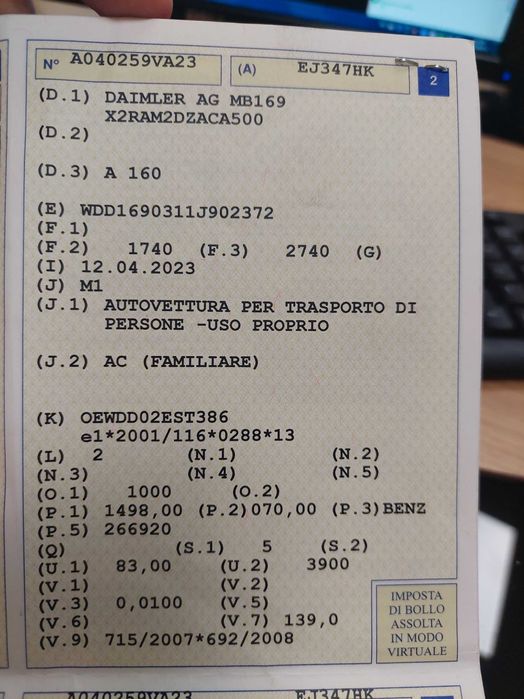 N° A040259VA23
(A) EJ347HK
2
(D.1) DAIMLER AG MB169
X2RAM2DZACA500
(D.2)
(D.3) A 160
(E) WDD1690311J902372
(F.1)
(F.2) 1740 (F.3) 2740 (G)
(I) 12.04.2023
(J) M1
(J.1) AUTOVETTURA PER TRASPORTO DI
PERSONE -USO PROPRIO
(J.2) AC (FAMILIARE)
(K) OEWDD02EST386
e1*2001/116*0288*13
(L) 2 (N.1) (N.2)
(N.3) (N.4) (N.5)
(O.1) 1000 (O.2)
(P.1) 1498,00 (P.2)070,00 (P.3)BENZ
(P.5) 266920
(Q) (S.1) 5 (S.2)
(U.1) 83,00 (U.2) 3900
(V.1) (V.2)
(V.3) 0,0100 (V.5)
(V.6) (V.7) 139,0
(V.9) 715/2007*692/2008
IMPOSTA
DI BOLLO
ASSOLTA
IN MODO
VIRTUALE
A040259VA23
EJ347HK